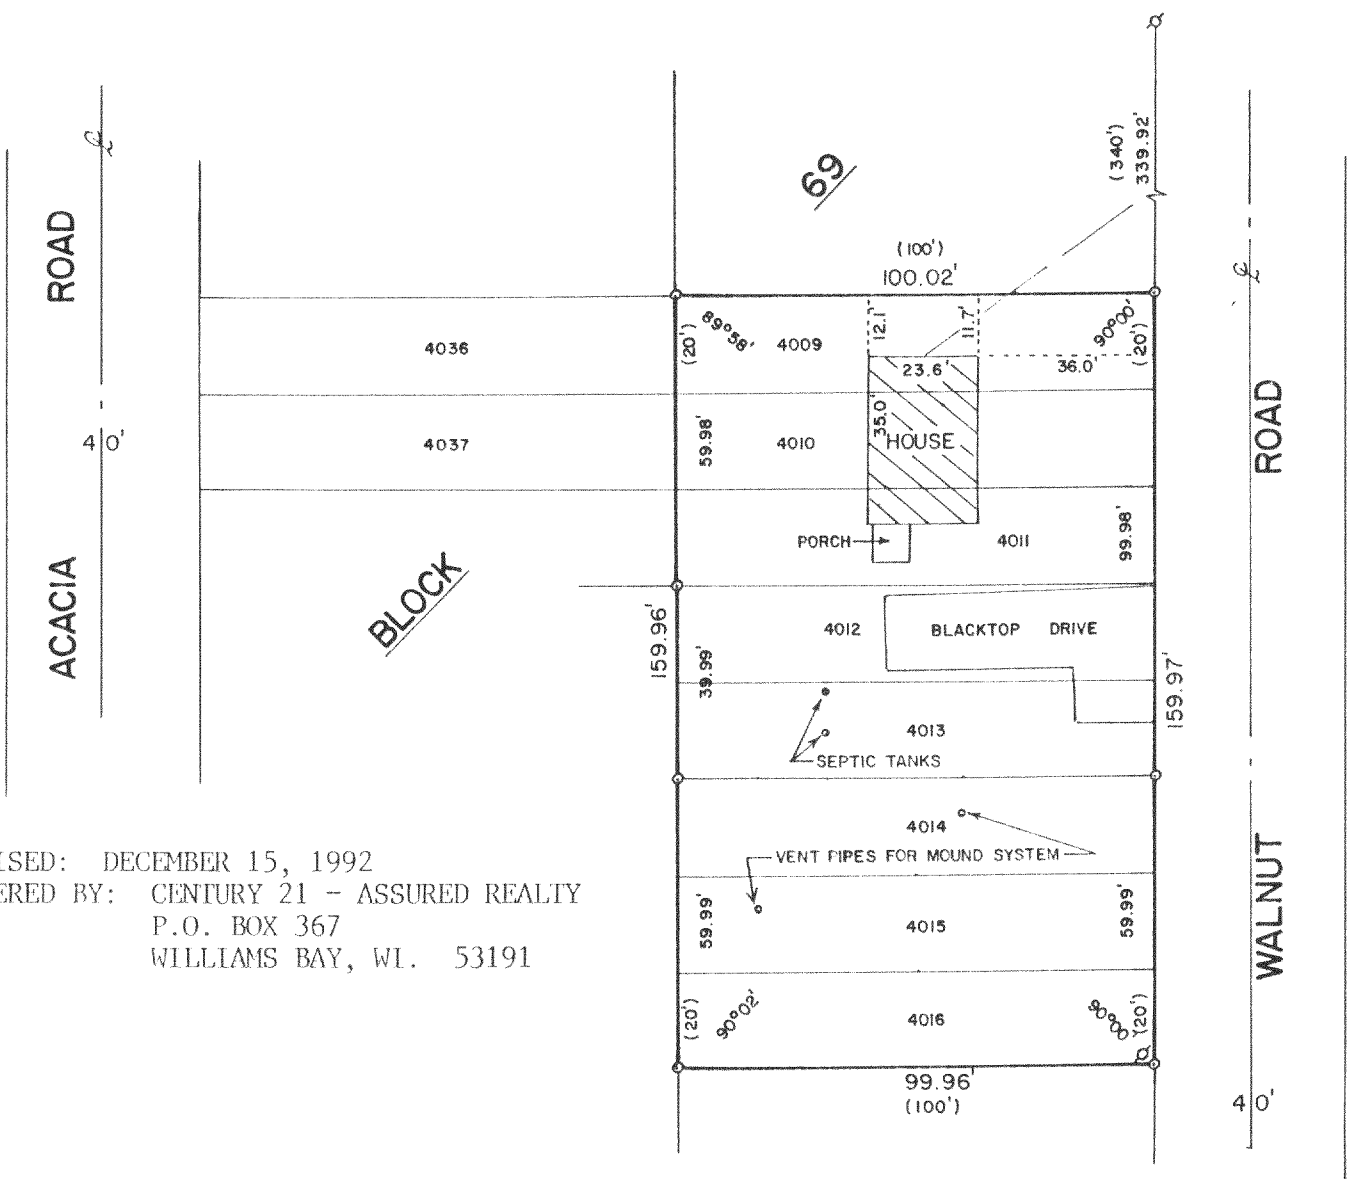 (340')
339.92'
69
ROAD
(100')
100.02'
(20')
89°58'
4009
12.1'
11.7'
90°00'
(20')
4036
23.6'
36.0'
40'
4037
59.98'
4010
35.0'
HOUSE
ROAD
PORCH
4011
99.98'
ACACIA
BLOCK
159.96'
4012
BLACKTOP DRIVE
39.99'
159.97'
4013
SEPTIC TANKS
4014
VENT PIPES FOR MOUND SYSTEM
ISED: DECEMBER 15, 1992
ERED BY: CENTURY 21 - ASSURED REALTY
P.O. BOX 367
WILLIAMS BAY, WI. 53191
59.99'
4015
59.99'
WALNUT
(20')
90°02'
4016
90°00'
(20')
99.96'
(100')
40'